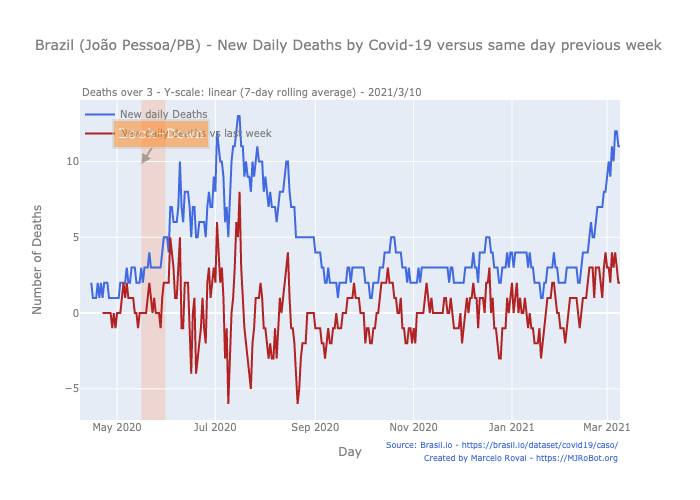 Brazil (João Pessoa/PB) - New Daily Deaths by Covid-19 versus same day previous week
Deaths over 3 - Y-scale: linear (7-day rolling average) - 2021/3/10
New daily Deaths
New daily deaths vs last week
Number of Deaths
10
5
0
−5
May 2020
Jul 2020
Sep 2020
Nov 2020
Jan 2021
Mar 2021
Day
Source: Brasil.io - https://brasil.io/dataset/covid19/caso/
Created by Marcelo Rovai - https://MJRoBot.org